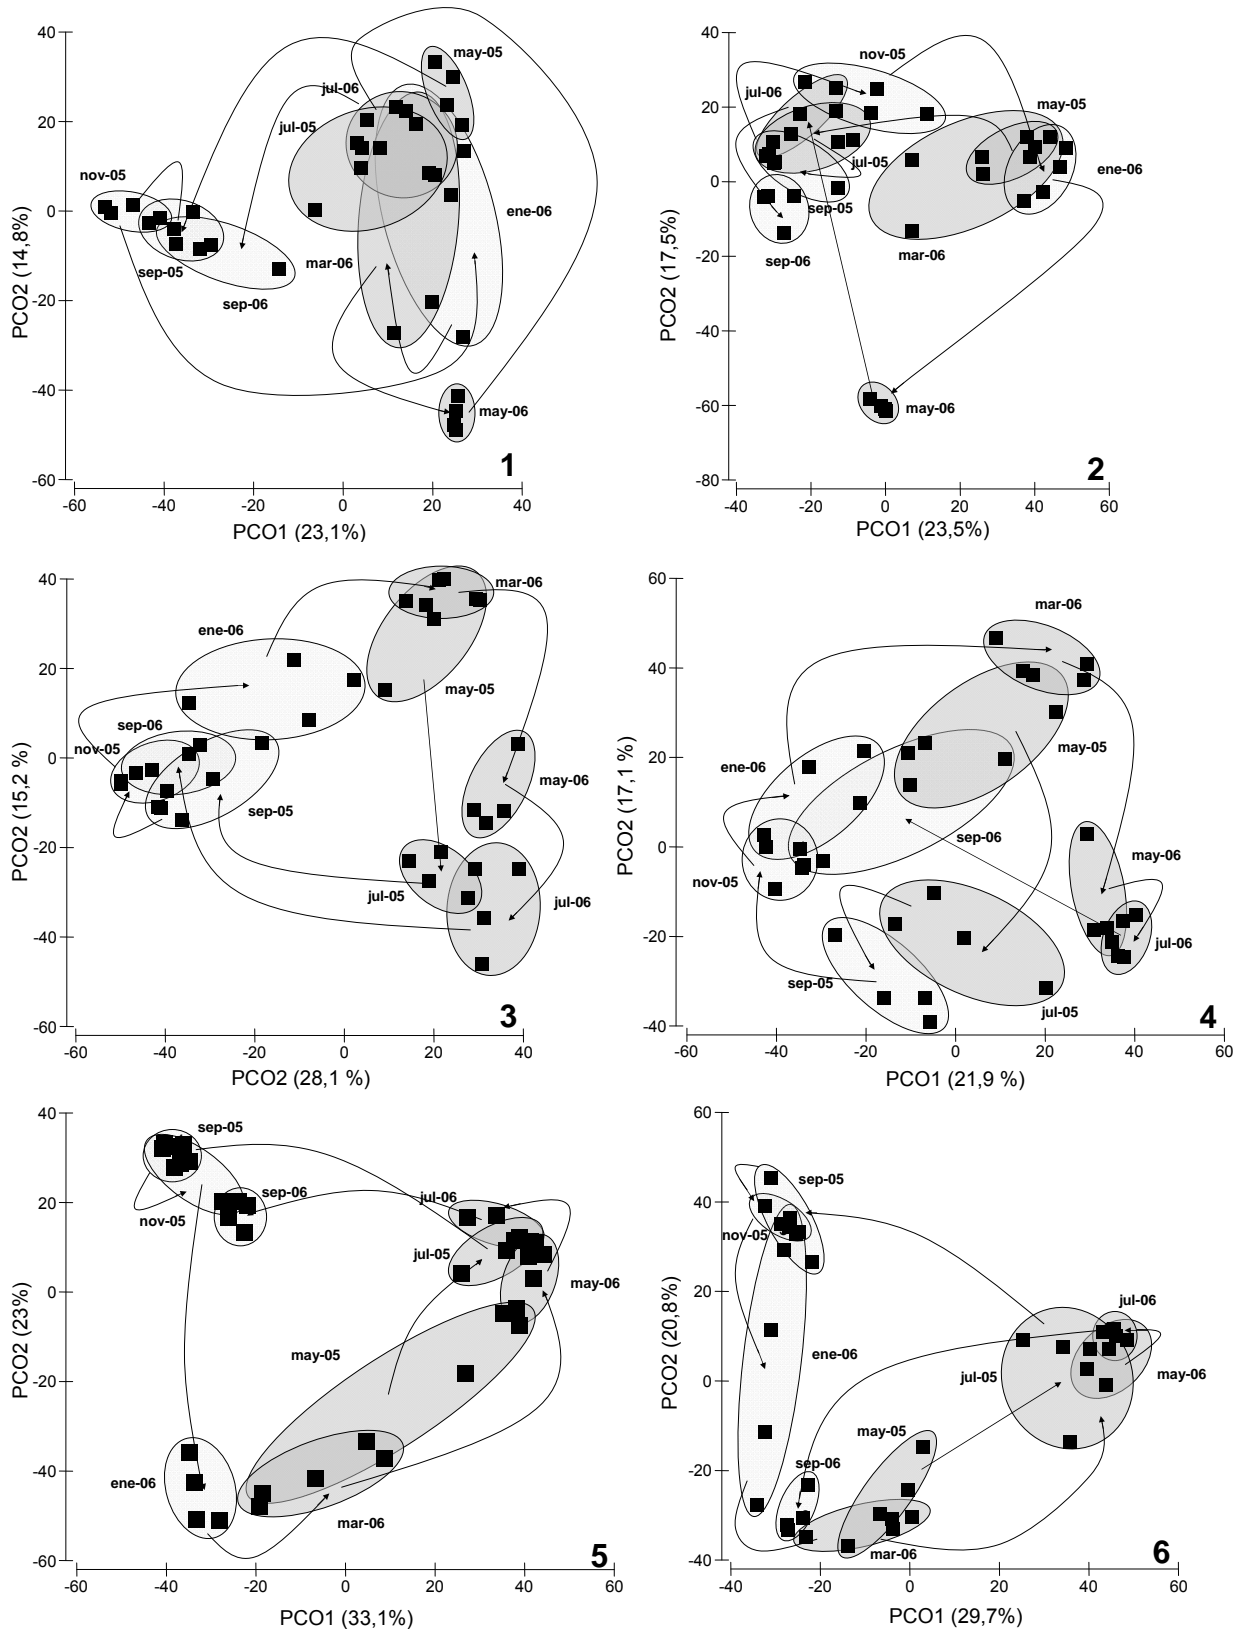 40
20
0
-20
-40
-60
-60
-40
-20
0
20
40
60
PCO1 (23,1%)
PCO2 (14,8%)
may-05
jul-06
jul-05
nov-05
ene-06
mar-06
sep-05
sep-06
may-06
1
40
20
0
-20
-40
-60
-80
-40
-20
0
20
40
60
PCO1 (23,5%)
PCO2 (17,5%)
nov-05
jul-06
may-05
jul-05
ene-06
sep-05
sep-06
mar-06
may-06
2
40
20
0
-20
-40
-60
-60
-40
-20
0
20
40
PCO2 (28,1 %)
PCO2 (15,2 %)
mar-06
ene-06
may-05
sep-06
nov-05
may-06
sep-05
jul-05
jul-06
3
60
40
20
0
-20
-40
-60
-40
-20
0
20
40
60
PCO1 (21,9 %)
PCO2 (17,1 %)
mar-06
may-05
ene-06
sep-06
may-06
nov-05
jul-06
sep-05
jul-05
4
40
20
0
-20
-40
-60
-60
-40
-20
0
20
40
60
PCO1 (33,1%)
PCO2 (23%)
sep-05
sep-06
jul-06
nov-05
jul-05
may-06
may-05
ene-06
mar-06
5
60
40
20
0
-20
-40
-40
-20
0
20
40
60
PCO1 (29,7%)
PCO2 (20,8%)
sep-05
nov-05
jul-06
ene-06
jul-05
may-06
may-05
sep-06
mar-06
6